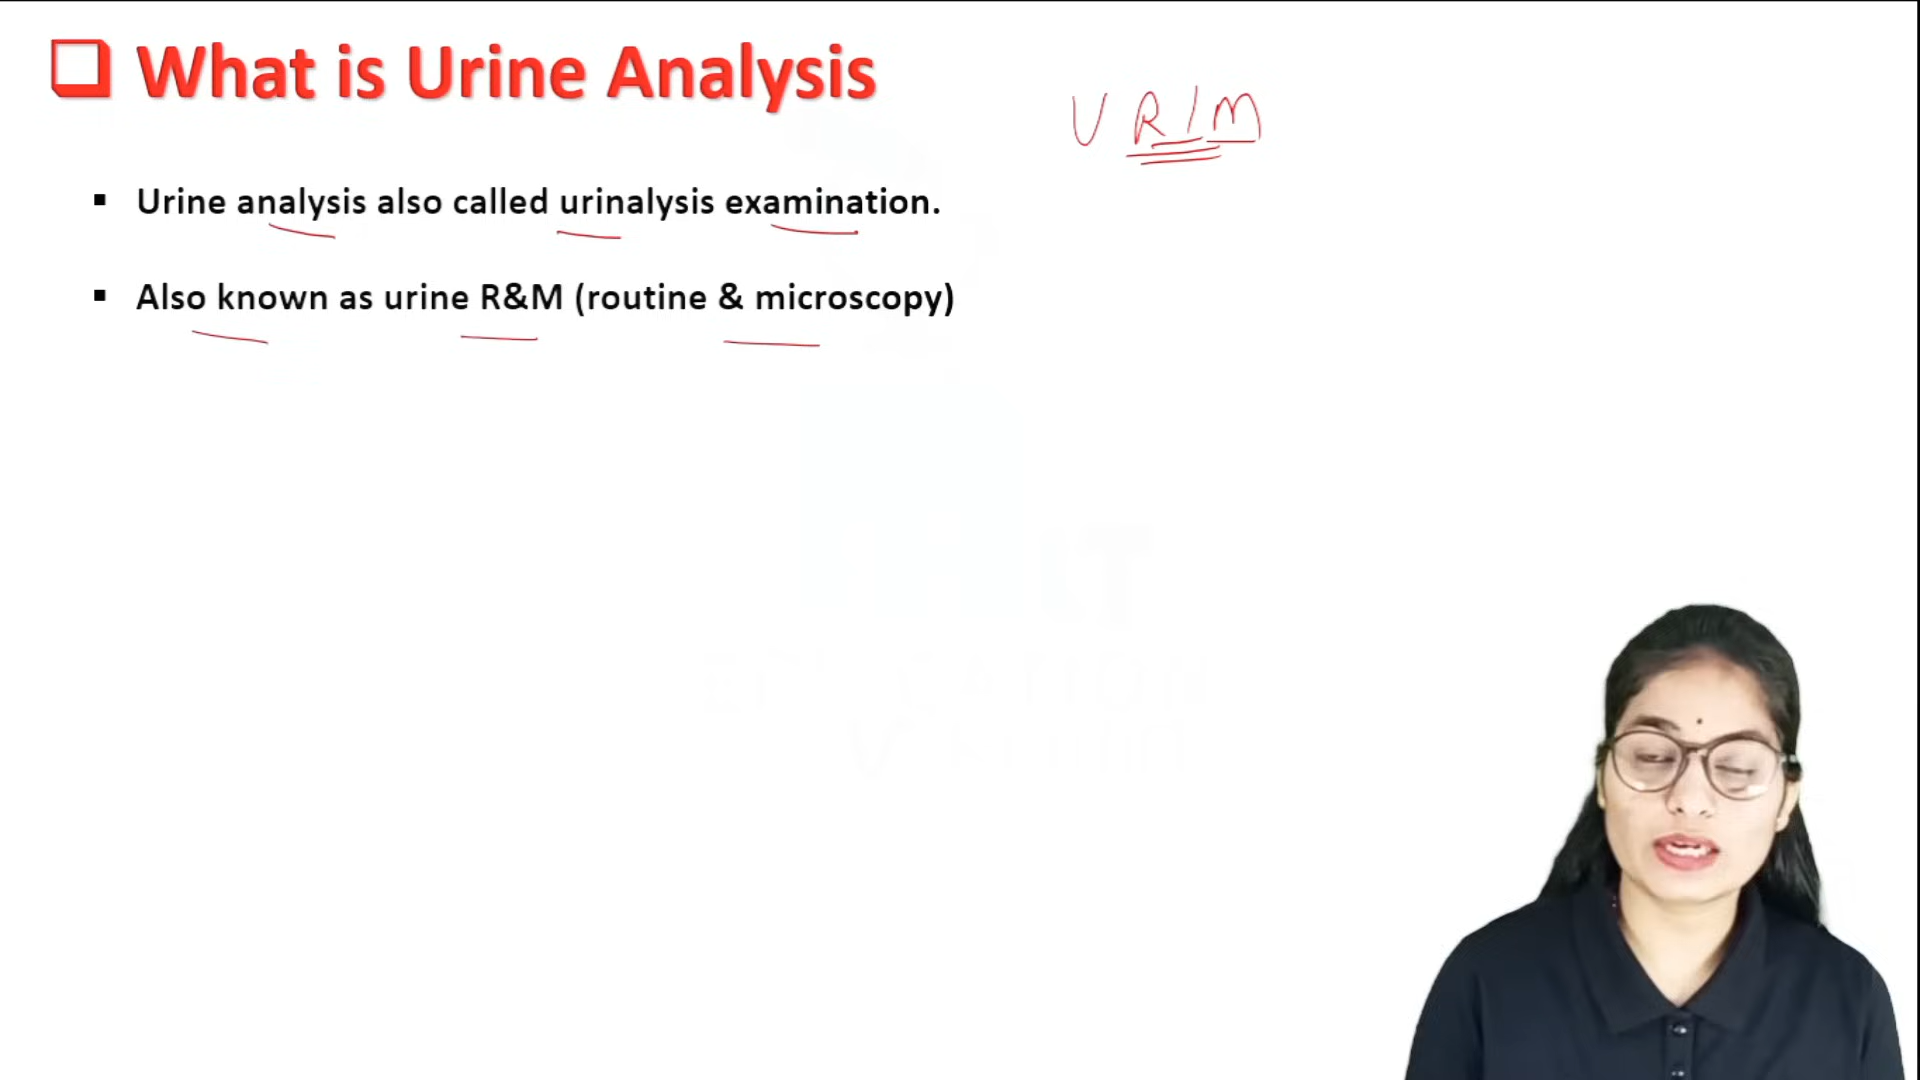 What is Urine Analysis
U R/M
Urine analysis also called urinalysis examination.
Also known as urine R&M (routine & microscopy)